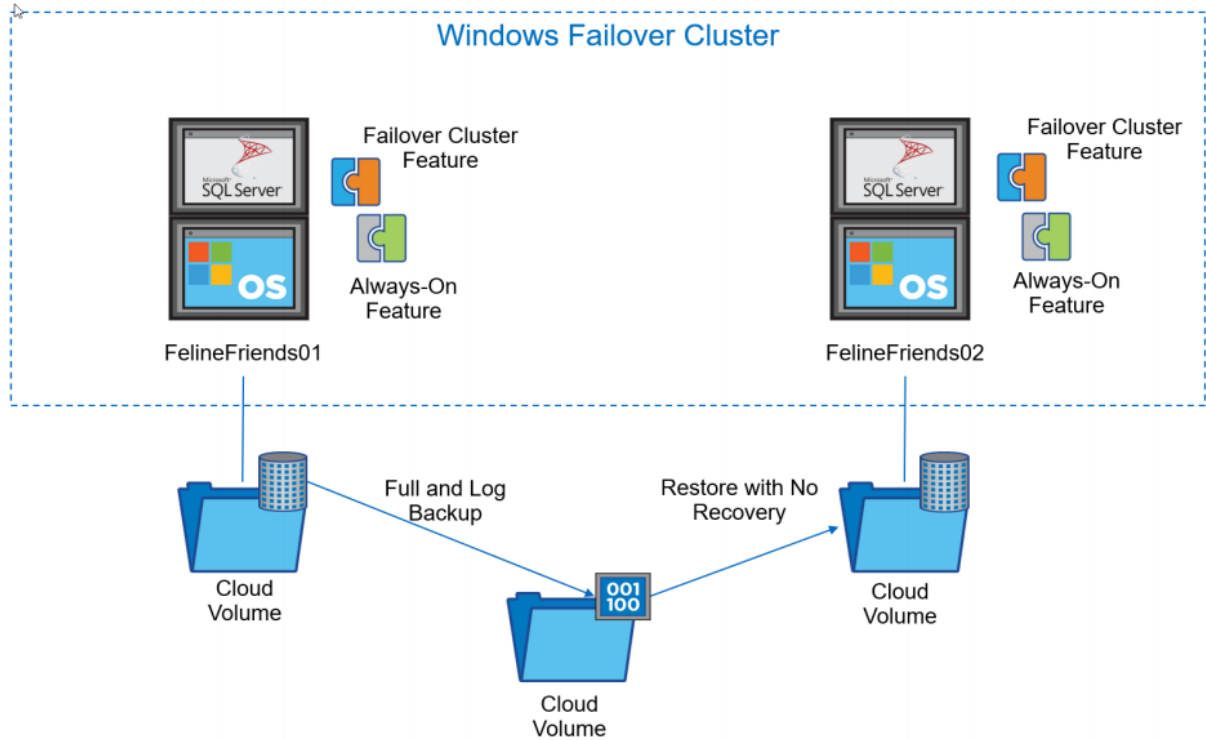 Windows Failover Cluster
Microsoft
SQL Server
OS
Failover Cluster
Feature
Always-On
Feature
FelineFriends01
Microsoft
SQL Server
OS
Failover Cluster
Feature
Always-On
Feature
FelineFriends02
Cloud
Volume
Full and Log
Backup
001
100
Cloud
Volume
Restore with No
Recovery
Cloud
Volume